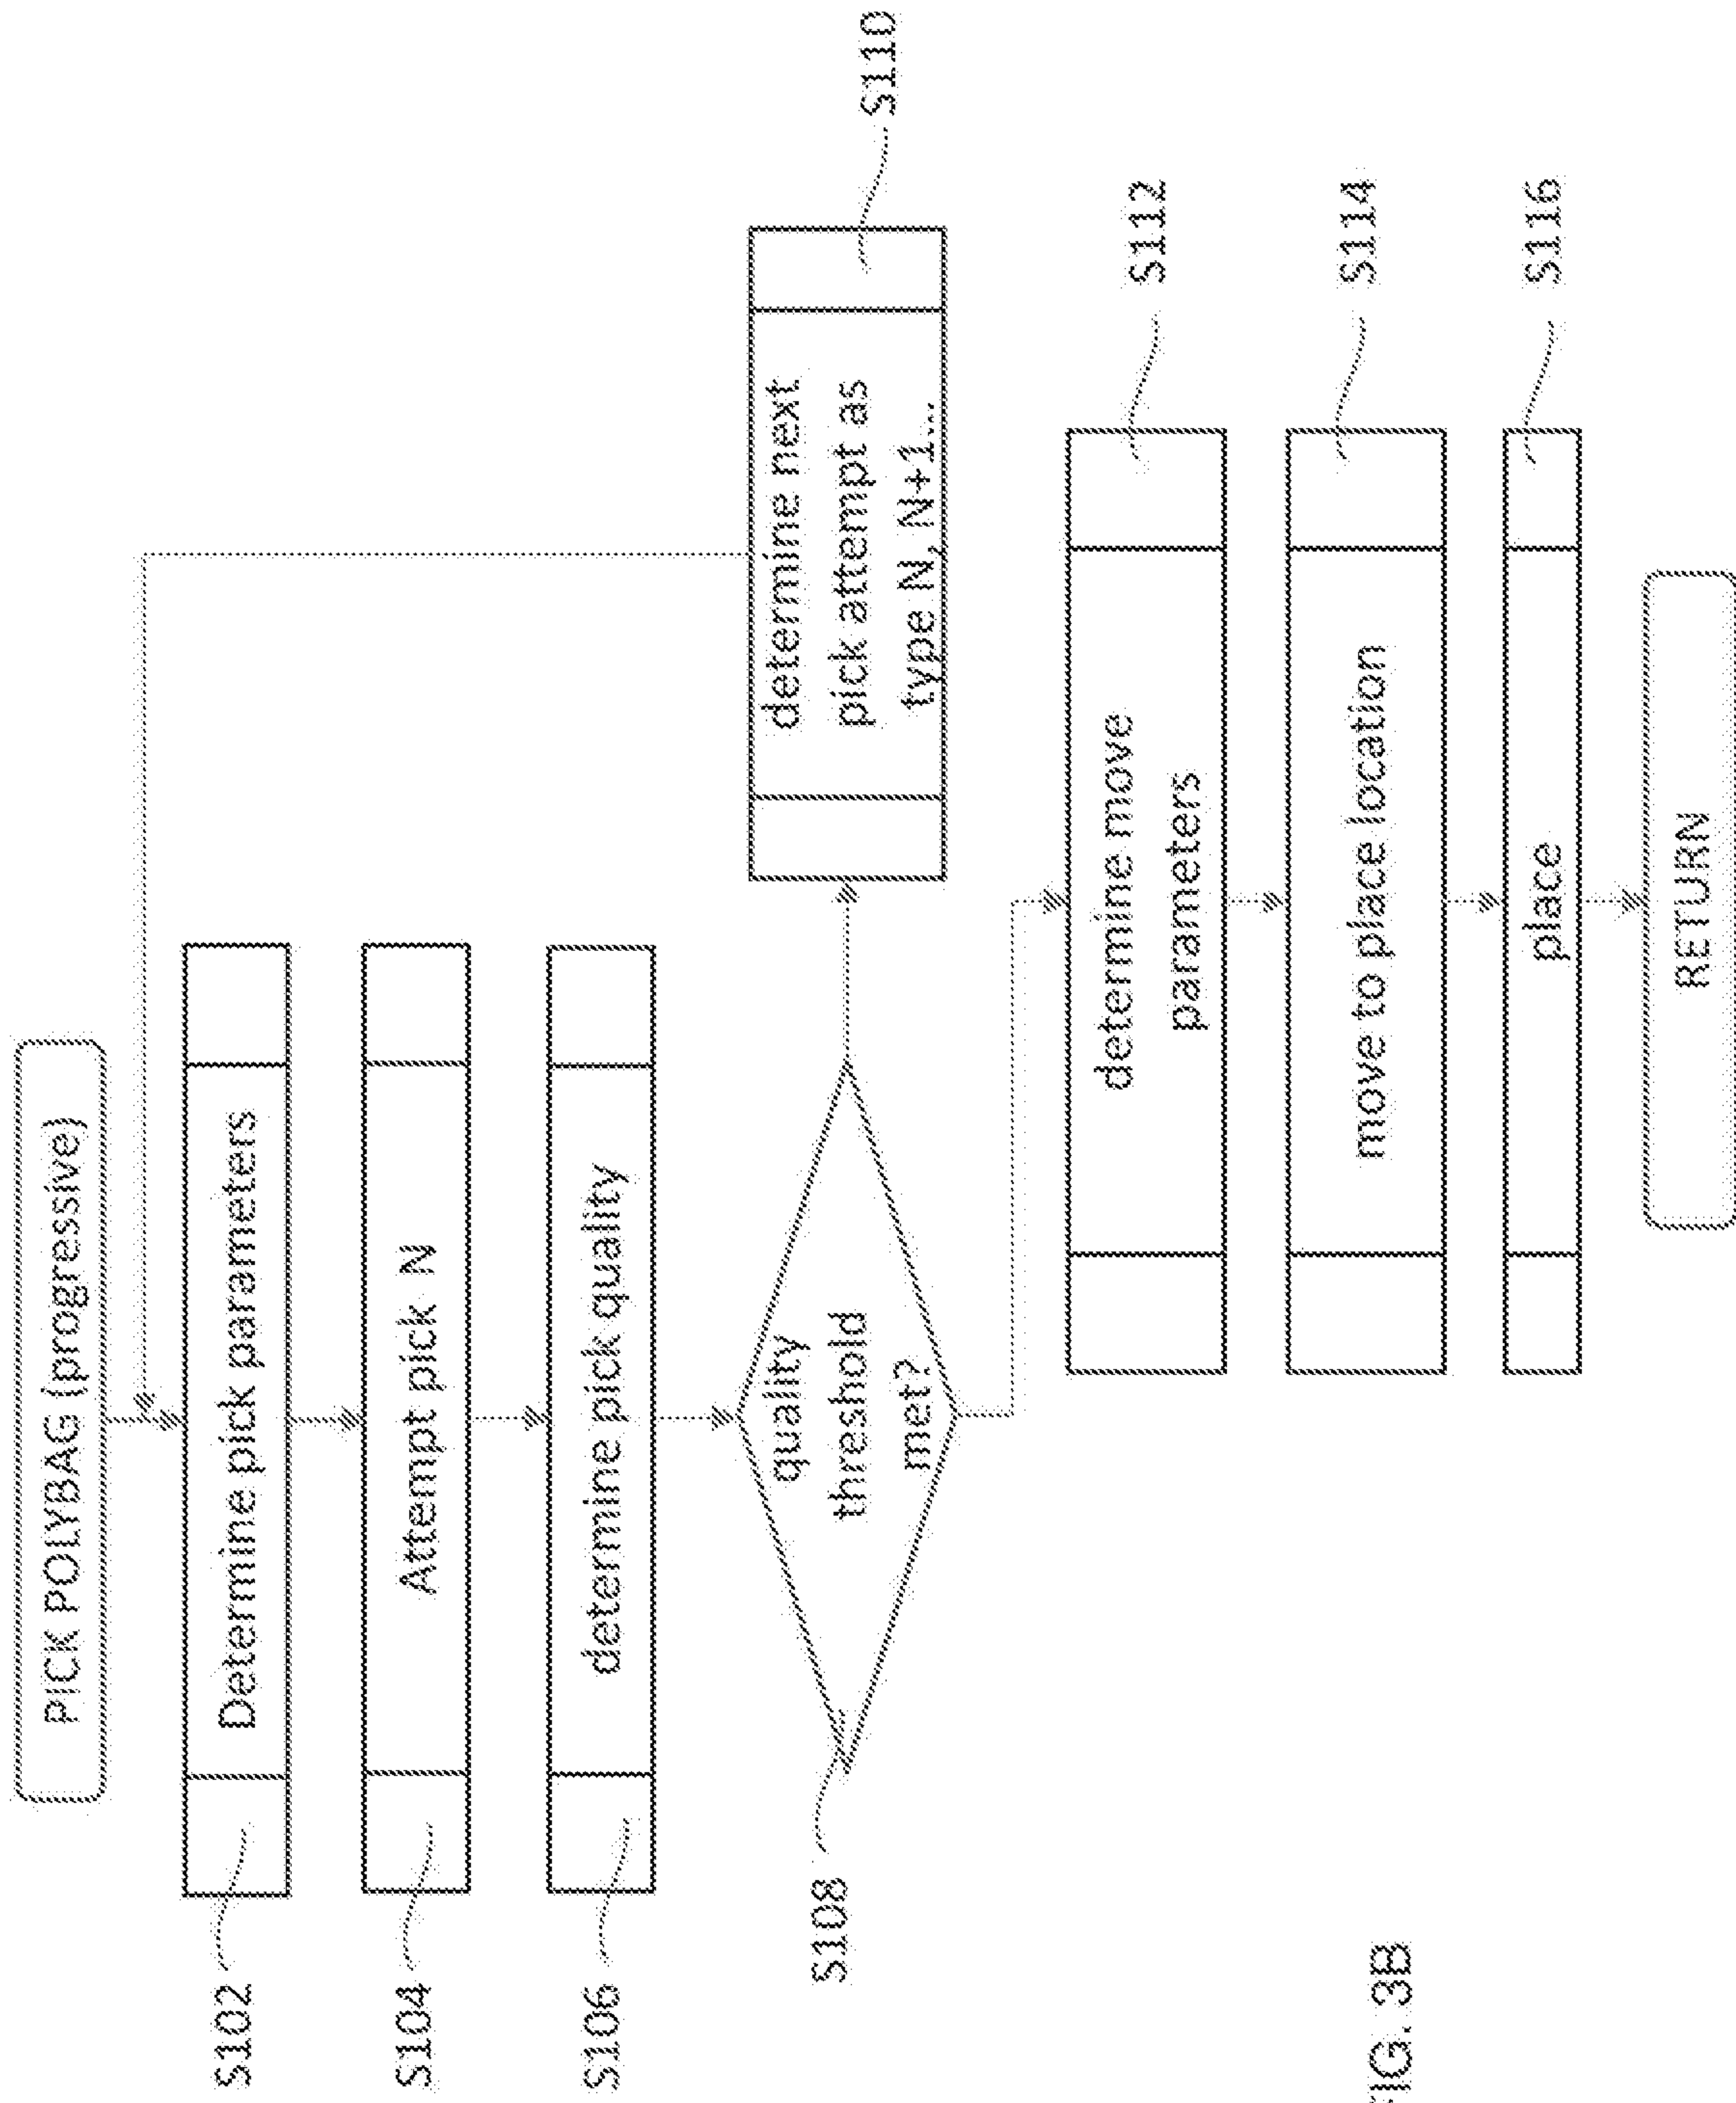 PICK POLYBAG (progressive)
S102
Determine pick parameters
S104
Attempt pick N
S106
determine pick quality
S108
quality
threshold
met?
determine next
pick attempt as
type N, N+1...
S110
determine move
parameters
S112
move to place location
S114
place
S116
RETURN
FIG. 3B